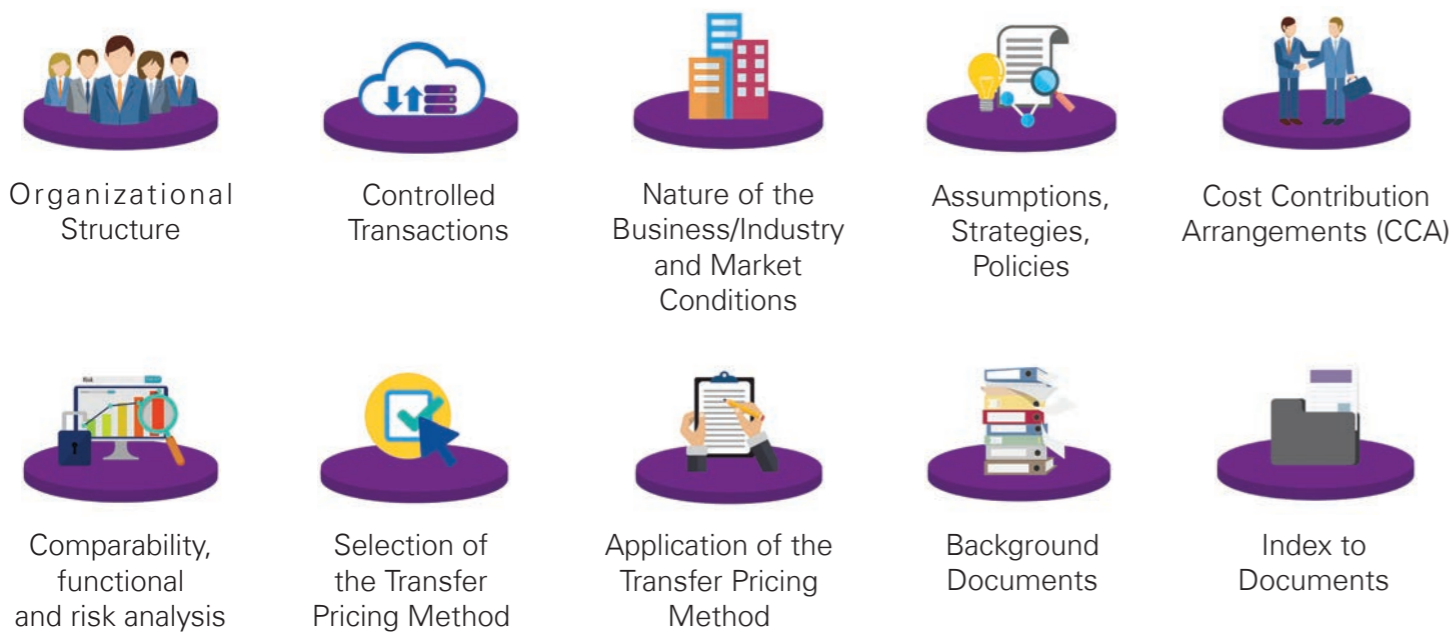 Organizational
Structure
Controlled
Transactions
Nature of the
Business/Industry
and Market
Conditions
Assumptions,
Strategies,
Policies
Cost Contribution
Arrangements (CCA)
Risk
Comparability,
functional
and risk analysis
Selection of
the Transfer
Pricing Method
Application of the
Transfer Pricing
Method
Background
Documents
Index to
Documents